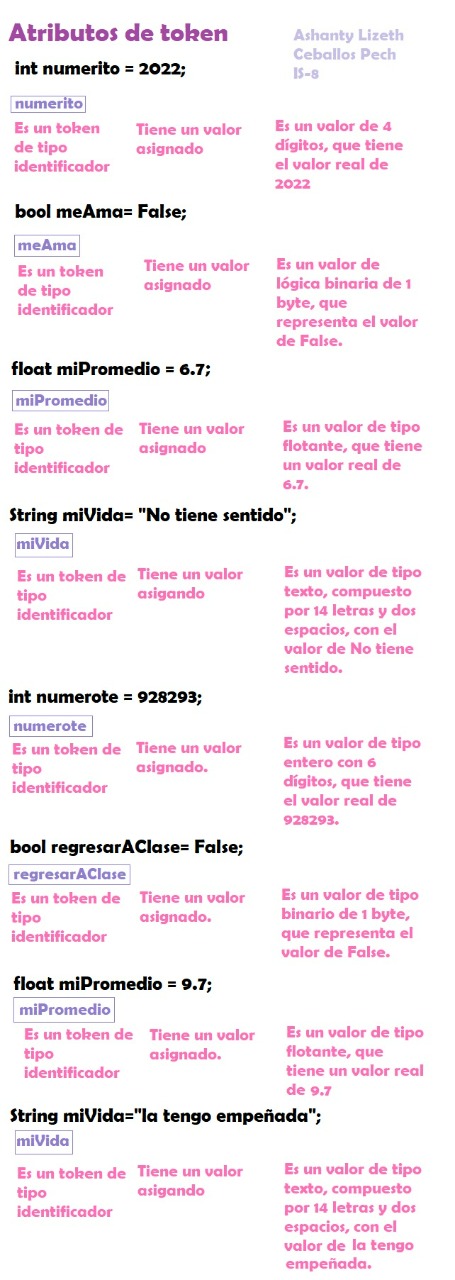 Atributos de token
Ashanty Lizeth
Ceballos Pech
IS-8
int numerito = 2022;
numerito
Es un token
de tipo
identificador
Tiene un valor
asignado
Es un valor de 4
dígitos, que tiene
el valor real de
2022
bool meAma= False;
meAma
Es un token
de tipo
identificador
Tiene un valor
asignado
Es un valor de
lógica binaria de 1
byte, que
representa el valor
de False.
float miPromedio = 6.7;
miPromedio
Es un token de
tipo
identificador
Tiene un valor
asignado
Es un valor de tipo
flotante, que tiene
un valor real de
6.7.
String miVida= "No tiene sentido";
miVida
Es un token de
tipo
identificador
Tiene un valor
asigando
Es un valor de tipo
texto, compuesto
por 14 letras y dos
espacios, con el
valor de No tiene
sentido.
int numerote = 928293;
numerote
Es un token de
tipo
identificador
Tiene un valor
asignado.
Es un valor de tipo
entero con 6
dígitos, que tiene
el valor real de
928293.
bool regresarAClase= False;
regresarAClase
Es un token de
tipo
identificador
Tiene un valor
asignado.
Es un valor de tipo
binario de 1 byte,
que representa el
valor de False.
float miPromedio = 9.7;
miPromedio
Es un token de
tipo
identificador
Tiene un valor
asignado.
Es un valor de tipo
flotante, que
tiene un valor real
de 9.7
String miVida="la tengo empeñada";
miVida
Es un token de
tipo
identificador
Tiene un valor
asigando
Es un valor de tipo
texto, compuesto
por 14 letras y dos
espacios, con el
valor de la tengo
empeñada.